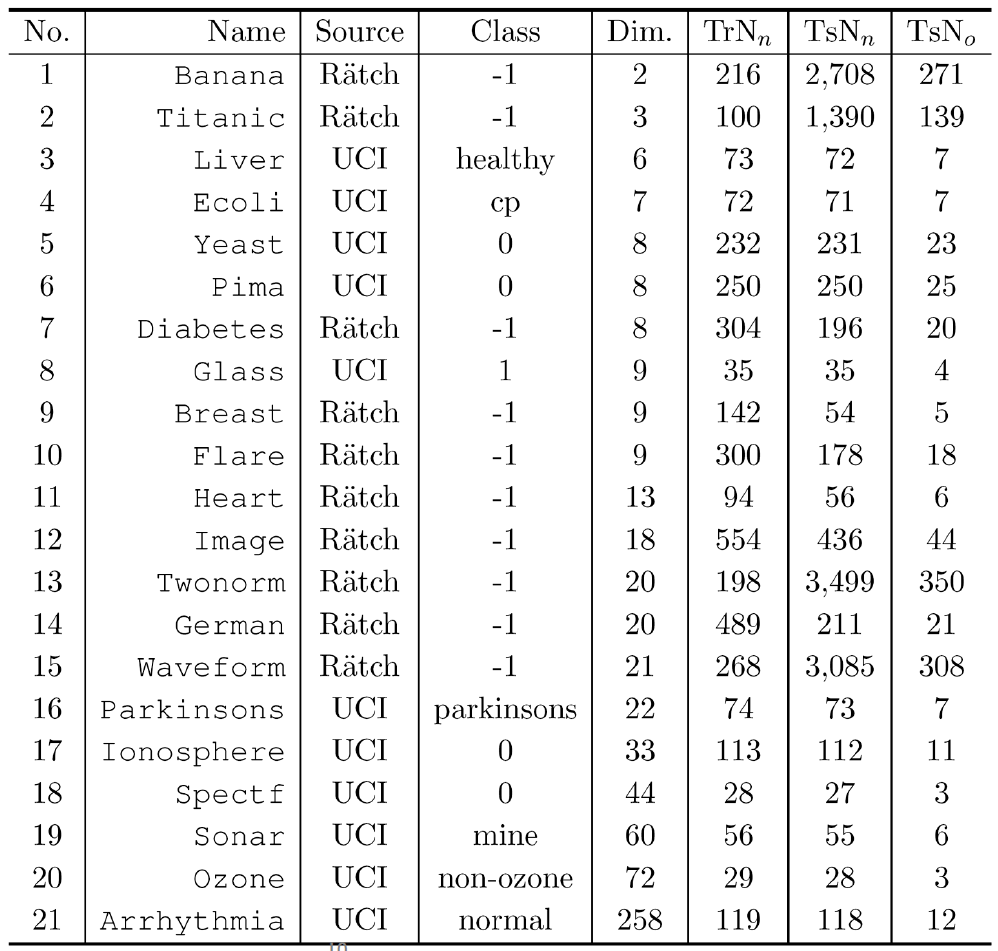 No. Name Source Class Dim. TrNₙ TsNₙ TsNₒ
1 Banana Rätch -1 2 216 2,708 271
2 Titanic Rätch -1 3 100 1,390 139
3 Liver UCI healthy 6 73 72 7
4 Ecoli UCI cp 7 72 71 7
5 Yeast UCI 0 8 232 231 23
6 Pima UCI 0 8 250 250 25
7 Diabetes Rätch -1 8 304 196 20
8 Glass UCI 1 9 35 35 4
9 Breast Rätch -1 9 142 54 5
10 Flare Rätch -1 9 300 178 18
11 Heart Rätch -1 13 94 56 6
12 Image Rätch -1 18 554 436 44
13 Twonorm Rätch -1 20 198 3,499 350
14 German Rätch -1 20 489 211 21
15 Waveform Rätch -1 21 268 3,085 308
16 Parkinsons UCI parkinsons 22 74 73 7
17 Ionosphere UCI 0 33 113 112 11
18 Spectf UCI 0 44 28 27 3
19 Sonar UCI mine 60 56 55 6
20 Ozone UCI non-ozone 72 29 28 3
21 Arrhythmia UCI normal 258 119 118 12